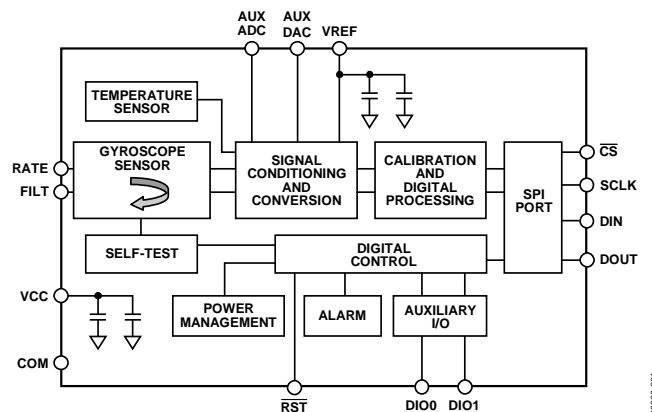 AUX
ADC
AUX
DAC
VREF
TEMPERATURE
SENSOR
RATE
FILT
GYROSCOPE
SENSOR
SIGNAL
CONDITIONING
AND
CONVERSION
CALIBRATION
AND
DIGITAL
PROCESSING
SPI
PORT
CS
SCLK
DIN
DOUT
SELF-TEST
DIGITAL
CONTROL
VCC
POWER
MANAGEMENT
ALARM
AUXILIARY
I/O
COM
RST
DIO0
DIO1